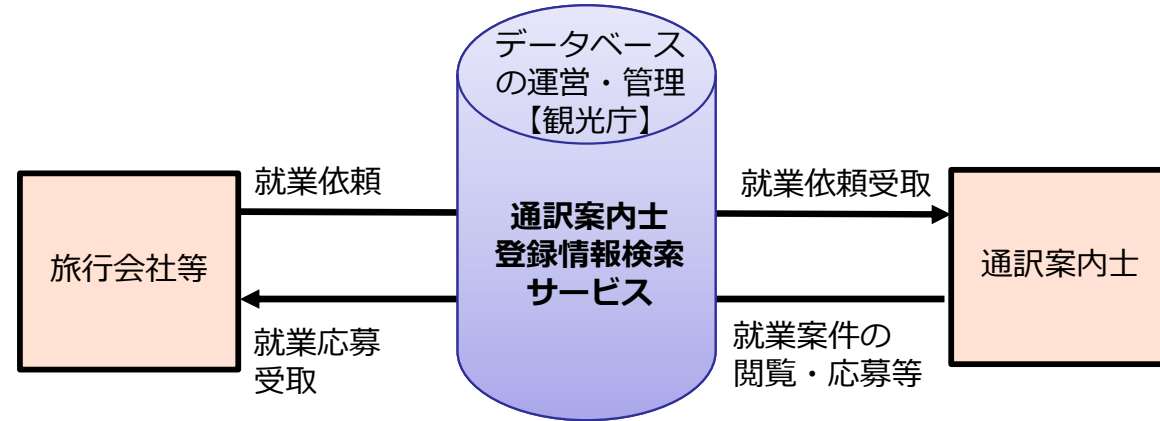 データベース
の運営・管理
【観光庁】
就業依頼
就業依頼受取
旅行会社等
通訳案内士
登録情報検索
サービス
通訳案内士
就業応募
受取
就業案件の
閲覧・応募等